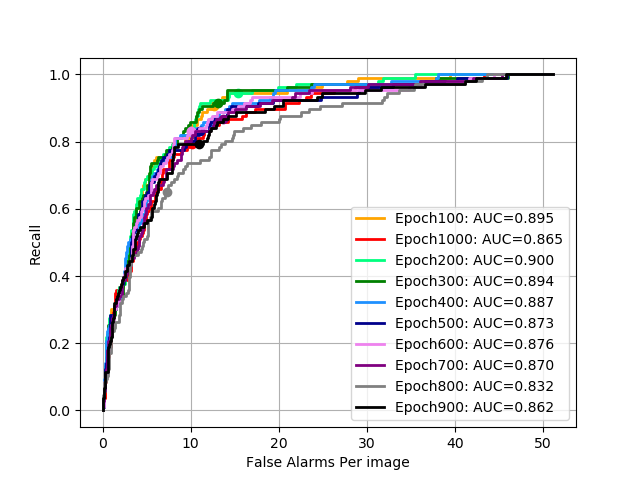 1.0
0.8
0.6
0.4
0.2
0.0
Recall
0 10 20 30 40 50
False Alarms Per image
Epoch100: AUC=0.895
Epoch1000: AUC=0.865
Epoch200: AUC=0.900
Epoch300: AUC=0.894
Epoch400: AUC=0.887
Epoch500: AUC=0.873
Epoch600: AUC=0.876
Epoch700: AUC=0.870
Epoch800: AUC=0.832
Epoch900: AUC=0.862